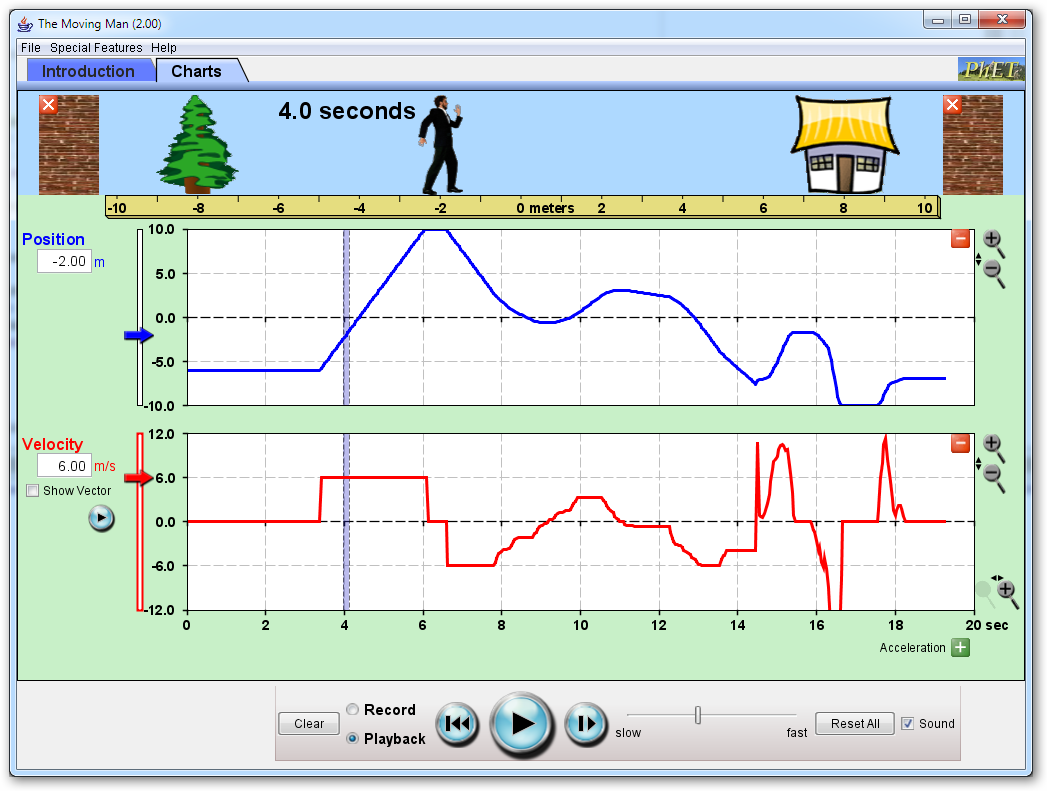 The Moving Man (2.00)
File Special Features Help
Introduction Charts
PhET
4.0 seconds
-10 -8 -6 -4 -2 0 meters 2 4 6 8 10
Position
-2.00 m
10.0
5.0
0.0
-5.0
-10.0
Velocity
6.00 m/s
Show Vector
12.0
6.0
0.0
-6.0
-12.0
0 2 4 6 8 10 12 14 16 18 20 sec
Acceleration
Clear
Record
Playback
slow
fast
Reset All
Sound